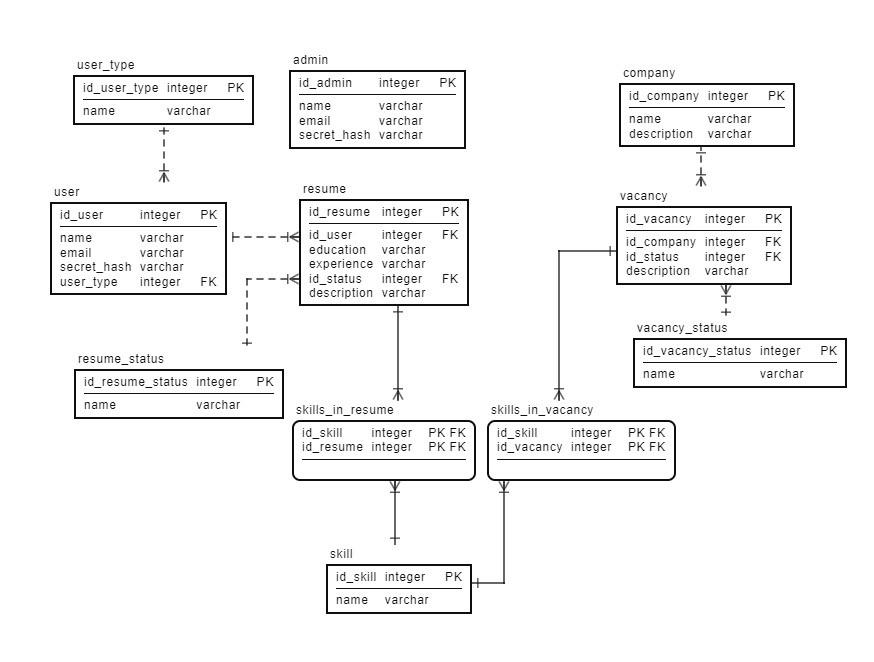 user_type
id_user_type integer PK
name varchar
admin
id_admin integer PK
name varchar
email varchar
secret_hash varchar
company
id_company integer PK
name varchar
description varchar
user
id_user integer PK
name varchar
email varchar
secret_hash varchar
user_type integer FK
resume
id_resume integer PK
id_user integer FK
education varchar
experience varchar
id_status integer FK
description varchar
vacancy
id_vacancy integer PK
id_company integer FK
id_status integer FK
description varchar
resume_status
id_resume_status integer PK
name varchar
vacancy_status
id_vacancy_status integer PK
name varchar
skills_in_resume
id_skill integer PK FK
id_resume integer PK FK
skills_in_vacancy
id_skill integer PK FK
id_vacancy integer PK FK
skill
id_skill integer PK
name varchar